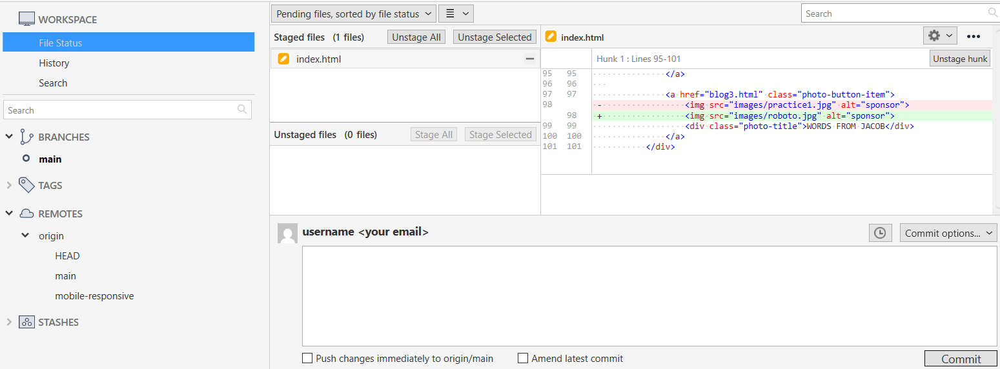 WORKSPACE
File Status
History
Search
Search
BRANCHES
main
TAGS
REMOTES
origin
HEAD
main
mobile-responsive
STASHES
Pending files, sorted by file status
Search
Staged files (1 files) Unstage All Unstage Selected
index.html
Unstaged files (0 files) Stage All Stage Selected
index.html
Hunk 1 : Lines 95-101 Unstage hunk
95 95 </a>
96 96
97 97 <a href="blog3.html" class="photo-button-item">
98 - <img src="images/practice1.jpg" alt="sponsor">
98 + <img src="images/roboto.jpg" alt="sponsor">
99 99 <div class="photo-title">WORDS FROM JACOB</div>
100 100 </a>
101 101 </div>
username <your email> Commit options...
Push changes immediately to origin/main Amend latest commit Commit